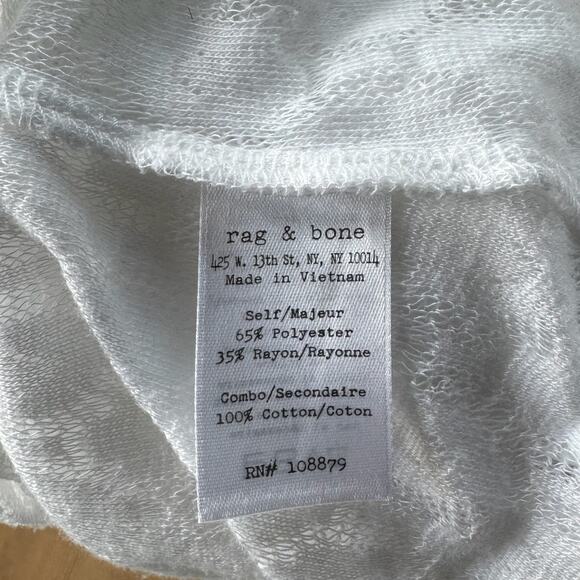 rag & bone
425 W. 13th St, NY, NY 10014
Made in Vietnam
Self/Majeur
65% Polyester
35% Rayon/Rayonne
Combo/Secondaire
100% Cotton/Coton
RN# 108879